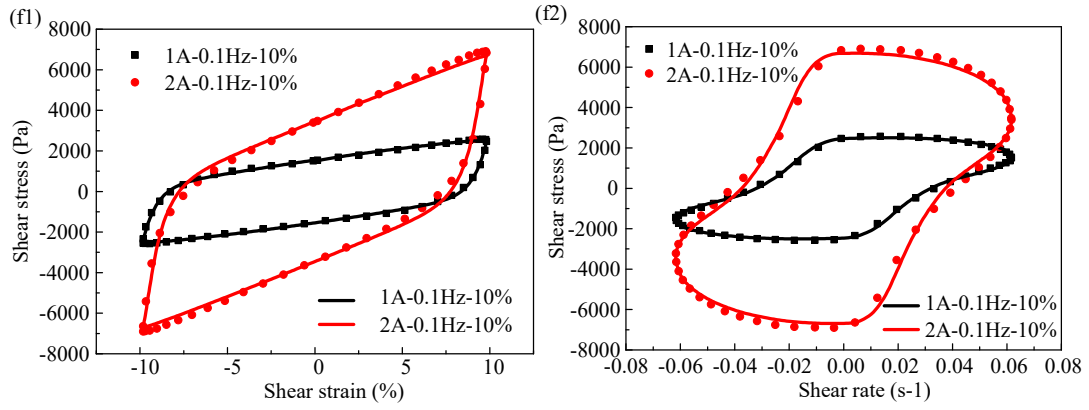 (f1)
8000
6000
4000
2000
0
-2000
-4000
-6000
-8000
Shear stress (Pa)
1A-0.1Hz-10%
2A-0.1Hz-10%
1A-0.1Hz-10%
2A-0.1Hz-10%
-10 -5 0 5 10
Shear strain (%)
(f2)
8000
6000
4000
2000
0
-2000
-4000
-6000
-8000
Shear stress (Pa)
1A-0.1Hz-10%
2A-0.1Hz-10%
1A-0.1Hz-10%
2A-0.1Hz-10%
-0.08 -0.06 -0.04 -0.02 0.00 0.02 0.04 0.06 0.08
Shear rate (s-1)